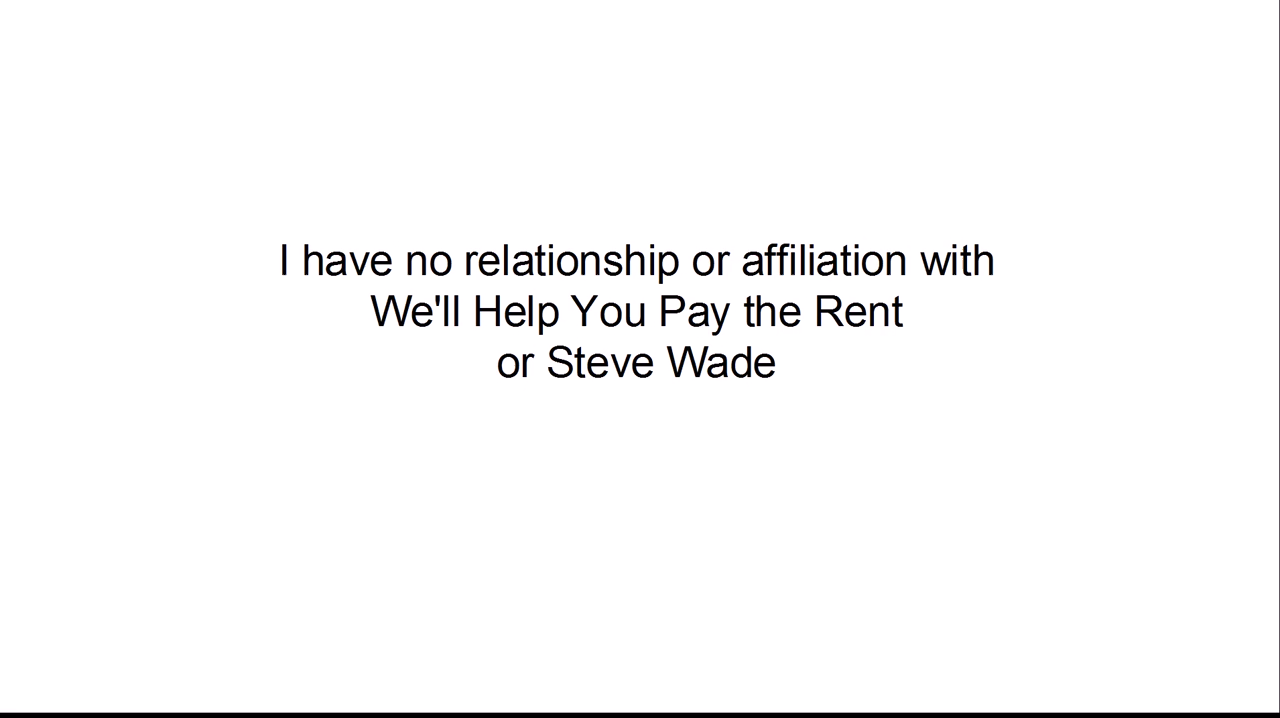 I have no relationship or affiliation with
We'll Help You Pay the Rent
or Steve Wade